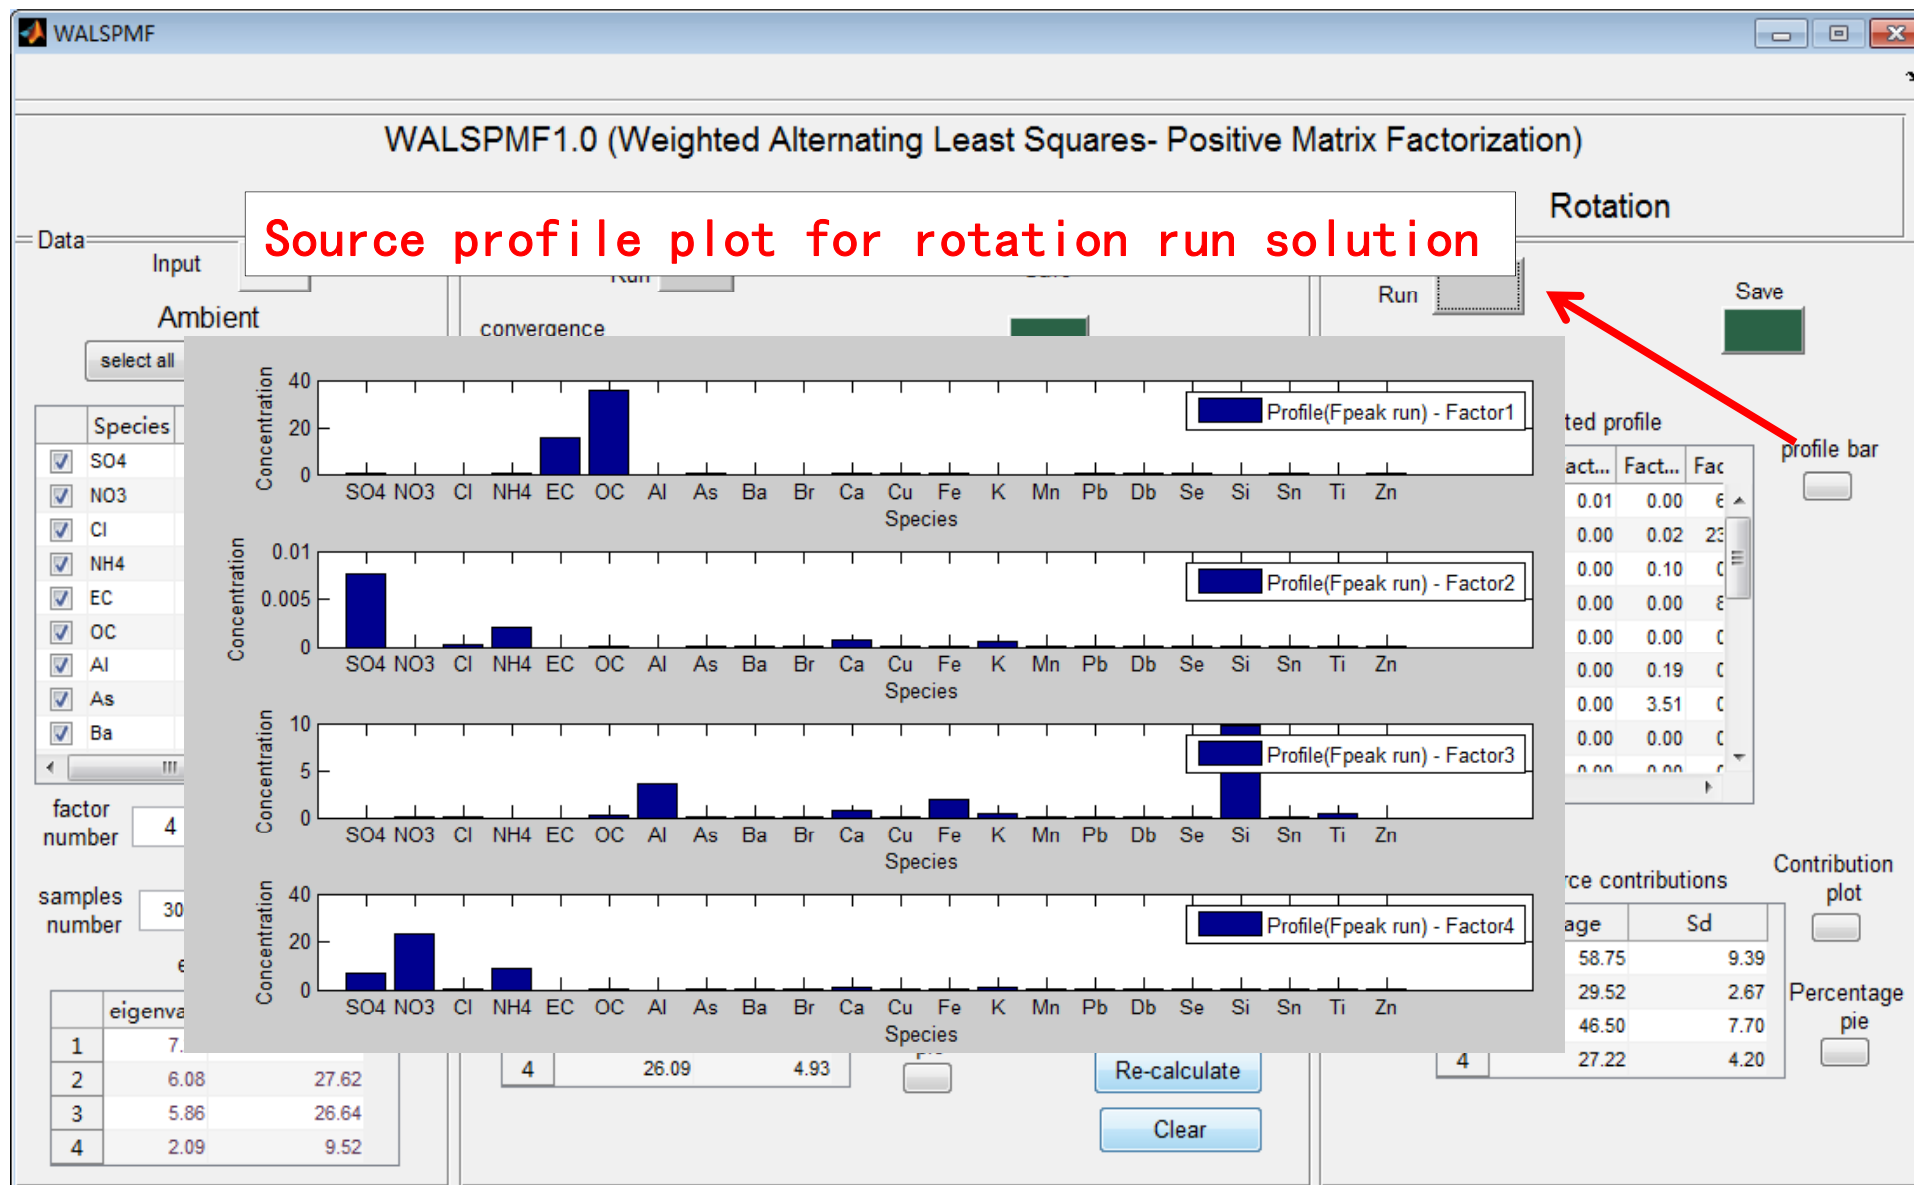 WALSPMF
WALSPMF1.0 (Weighted Alternating Least Squares- Positive Matrix Factorization)
Source profile plot for rotation run solution
Rotation
Data
Input
Ambient
select all
Species
SO4
NO3
Cl
NH4
EC
OC
Al
As
Ba
factor
number
4
samples
number
30
1
2 6.08 27.62
3 5.86 26.64
4 2.09 9.52
convergence
40
20
0
Concentration
Profile(Fpeak run) - Factor1
SO4 NO3 Cl NH4 EC OC Al As Ba Br Ca Cu Fe K Mn Pb Db Se Si Sn Ti Zn
Species
0.01
0.005
0
Concentration
Profile(Fpeak run) - Factor2
SO4 NO3 Cl NH4 EC OC Al As Ba Br Ca Cu Fe K Mn Pb Db Se Si Sn Ti Zn
Species
10
5
0
Concentration
Profile(Fpeak run) - Factor3
SO4 NO3 Cl NH4 EC OC Al As Ba Br Ca Cu Fe K Mn Pb Db Se Si Sn Ti Zn
Species
40
20
0
Concentration
Profile(Fpeak run) - Factor4
SO4 NO3 Cl NH4 EC OC Al As Ba Br Ca Cu Fe K Mn Pb Db Se Si Sn Ti Zn
Species
4 26.09 4.93
Re-calculate
Clear
Run
Save
profile
profile bar
Fact...
0.01 0.00
0.00 0.02
0.00 0.10
0.00 0.00
0.00 0.00
0.00 0.19
0.00 3.51
0.00 0.00
contributions
Contribution
plot
Sd
58.75 9.39
29.52 2.67
46.50 7.70
4 27.22 4.20
Percentage
pie